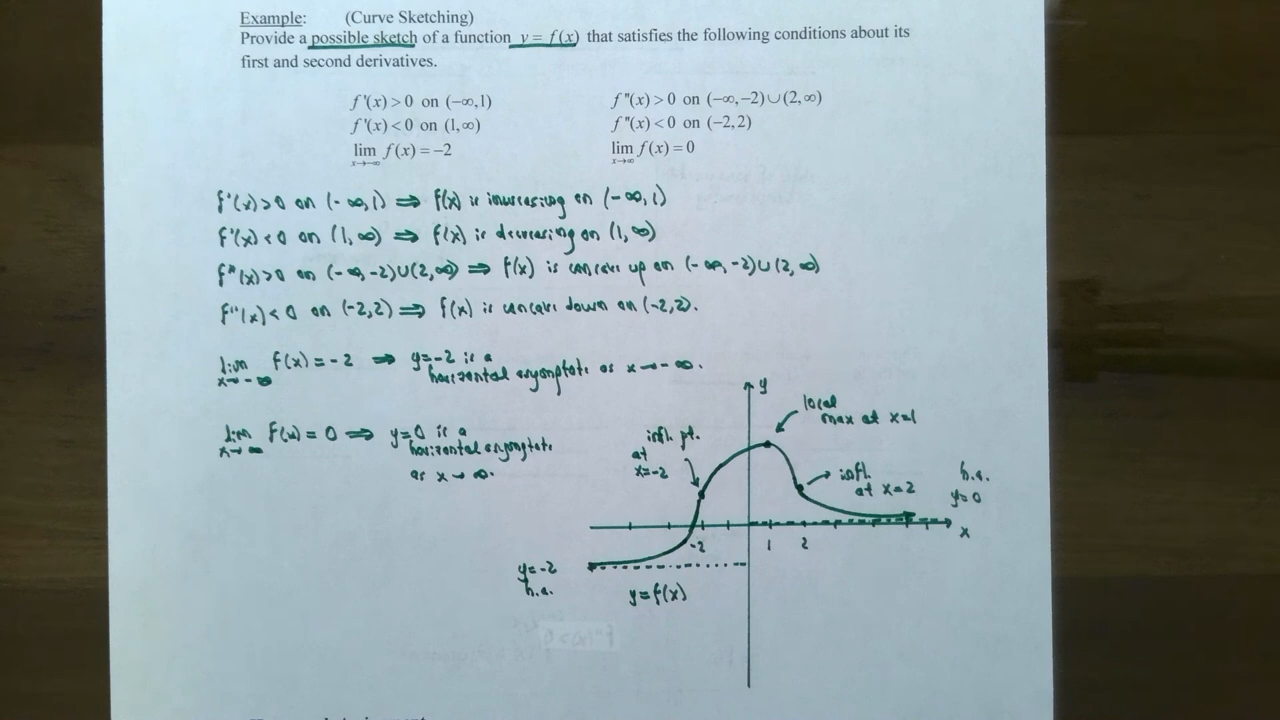 Example: (Curve Sketching)
Provide a possible sketch of a function y = f(x) that satisfies the following conditions about its
first and second derivatives.
f'(x) > 0 on (-∞,1) f"(x) > 0 on (-∞,-2)∪(2,∞)
f'(x) < 0 on (1,∞) f"(x) < 0 on (-2,2)
lim f(x) = -2 lim f(x) = 0
x→-∞ x→∞
f'(x)>0 on (-∞,1) ⇒ f(x) is increasing on (-∞,1)
f'(x)<0 on (1,∞) ⇒ f(x) is decreasing on (1,∞)
f"(x)>0 on (-∞,-2)∪(2,∞) ⇒ f(x) is concave up on (-∞,-2)∪(2,∞)
f"(x)<0 on (-2,2) ⇒ f(x) is concave down on (-2,2).
lim f(x) = -2 ⇒ y=-2 is a
x→-∞ horizontal asymptote as x→-∞.
lim f(x) = 0 ⇒ y=0 is a
x→∞ horizontal asymptote
as x→∞.
y
local
max at x=1
infl. pt.
at
x=-2
infl.
at x=2
h.a.
y=0
x
-2 1 2
y=-2
h.a.
y=f(x)